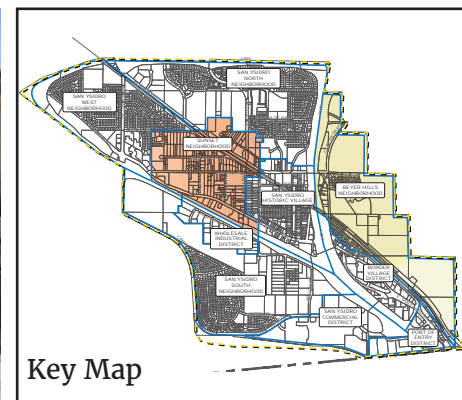 SAN YSIDRO
NORTH
NEIGHBORHOOD
SAN YSIDRO
WEST
NEIGHBORHOOD
SUNSET
NEIGHBORHOOD
SAN YSIDRO
HISTORIC VILLAGE
BEYER HILLS
NEIGHBORHOOD
WHOLESALE
INDUSTRIAL
DISTRICT
BORDER
VILLAGE
DISTRICT
SAN YSIDRO
SOUTH
NEIGHBORHOOD
SAN YSIDRO
COMMERCIAL
DISTRICT
PORT OF
ENTRY
DISTRICT
Key Map